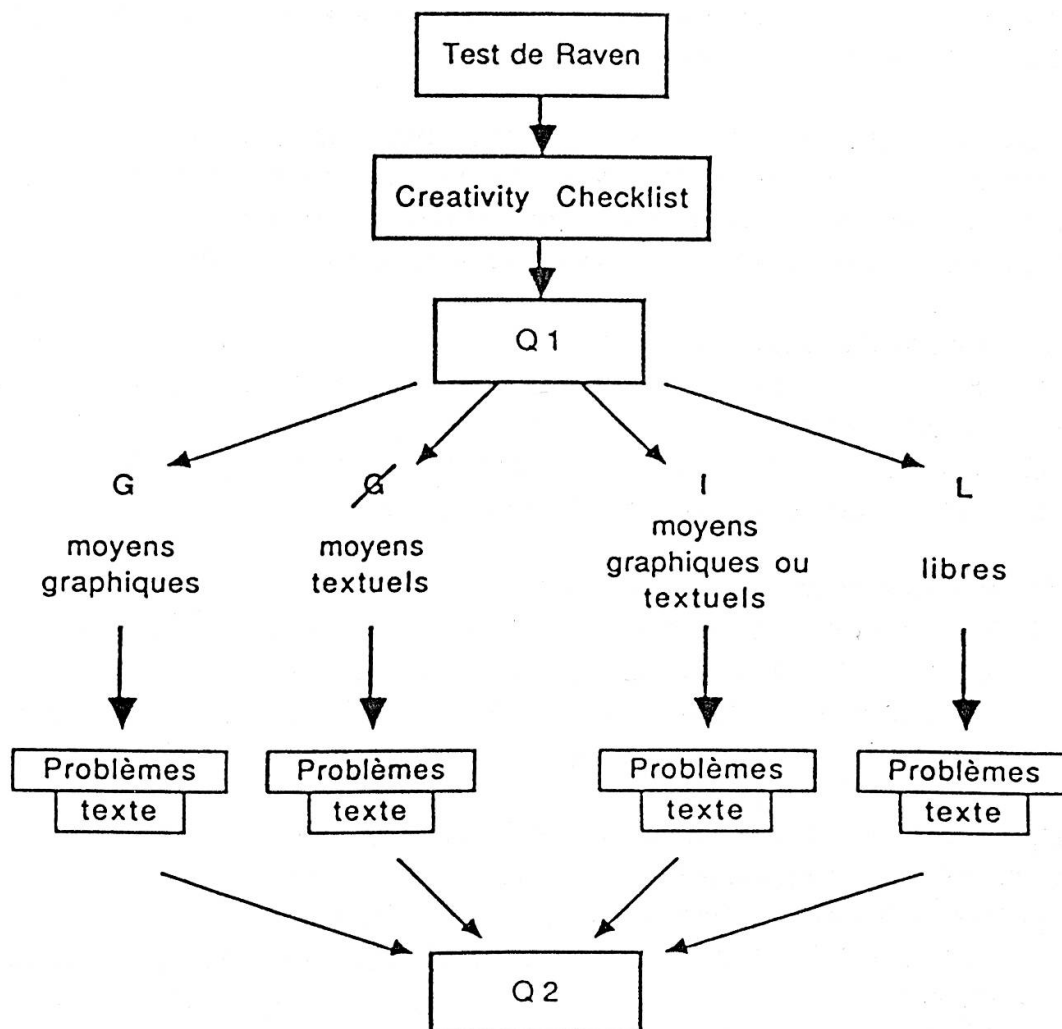 Test de Raven
Creativity Checklist
Q 1
G
G
I
L
moyens
graphiques
moyens
textuels
moyens
graphiques ou
textuels
libres
Problèmes
texte
Problèmes
texte
Problèmes
texte
Problèmes
texte
Q 2